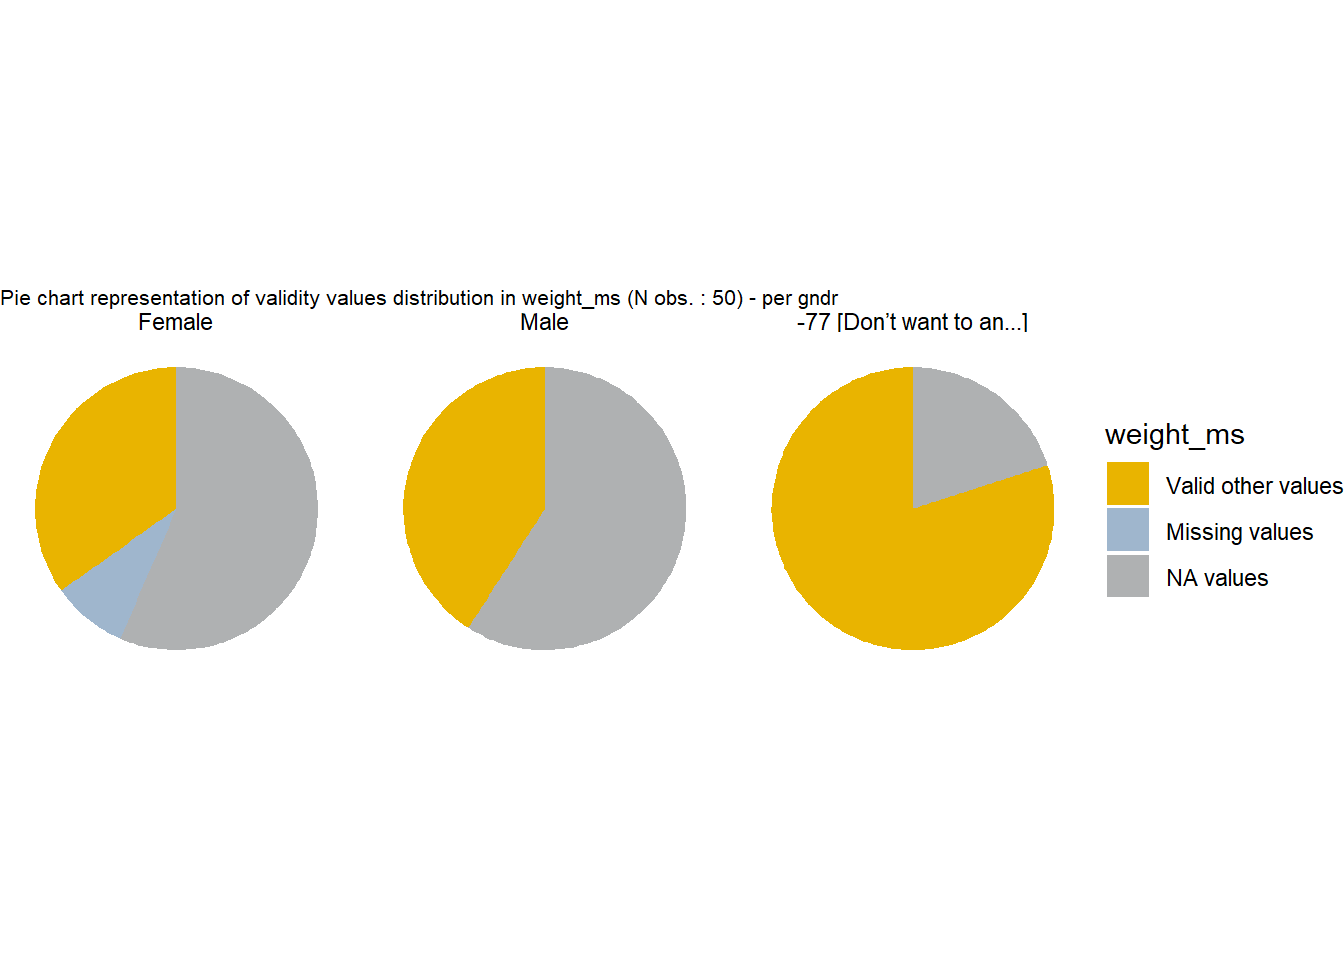 Pie chart representation of validity values distribution in weight_ms (N obs. : 50) - per gndr
Female
Male
-77 [Don’t want to an...]
weight_ms
Valid other values
Missing values
NA values